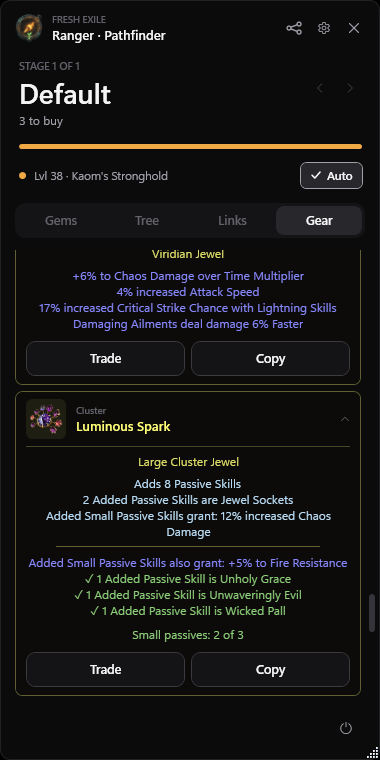 FRESH EXILE
Ranger · Pathfinder
STAGE 1 OF 1
Default
3 to buy
Lvl 38 · Kaom's Stronghold
✓ Auto
Gems
Tree
Links
Gear
Viridian Jewel
+6% to Chaos Damage over Time Multiplier
4% increased Attack Speed
17% increased Critical Strike Chance with Lightning Skills
Damaging Ailments deal damage 6% Faster
Trade
Copy
Cluster
Luminous Spark
Large Cluster Jewel
Adds 8 Passive Skills
2 Added Passive Skills are Jewel Sockets
Added Small Passive Skills grant: 12% increased Chaos
Damage
Added Small Passive Skills also grant: +5% to Fire Resistance
✓ 1 Added Passive Skill is Unholy Grace
✓ 1 Added Passive Skill is Unwaveringly Evil
✓ 1 Added Passive Skill is Wicked Pall
Small passives: 2 of 3
Trade
Copy